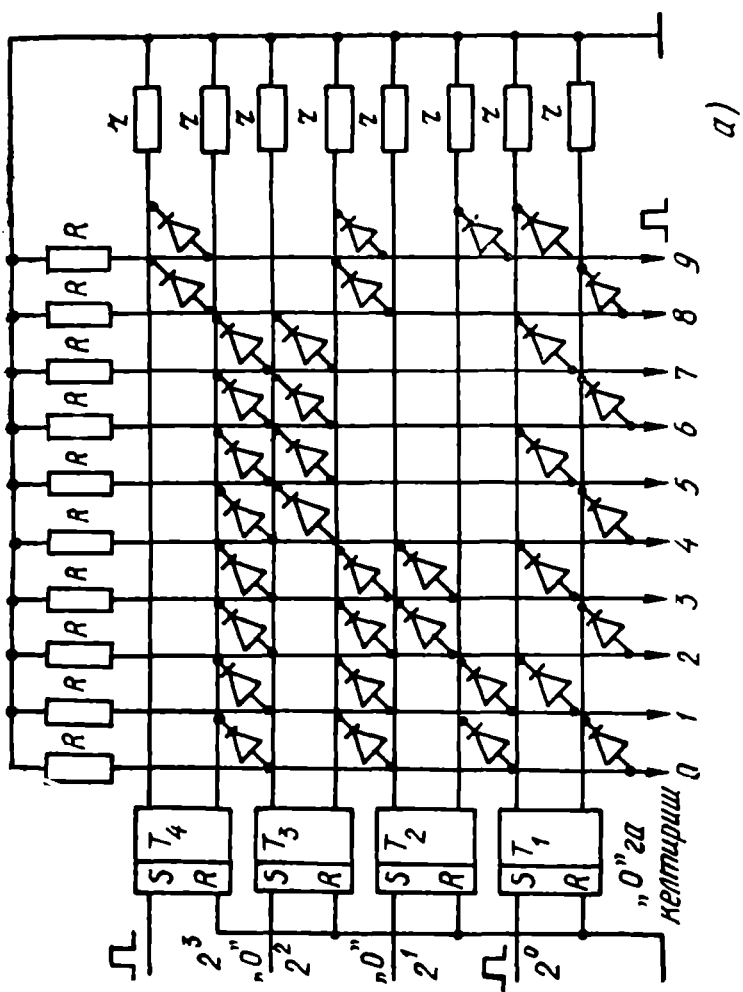 R R R R R R R R R R
r r r r r r r r
S T₄
R
S T₃
R
S T₂
R
S T₁
R
2³
„0”
2²
„0”
2¹
2⁰
0 1 2 3 4 5 6 7 8 9
„0”га
келтириш
а)